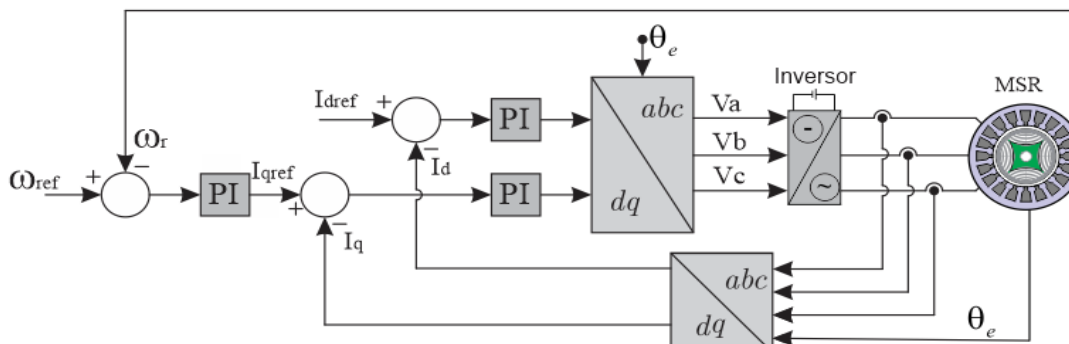 θe
Inversor
MSR
Idref
+
−
PI
abc
Va
ωr
−
Id
Vb
-
ωref
+
PI
Iqref
+
−
Iq
PI
dq
Vc
~
abc
dq
θe